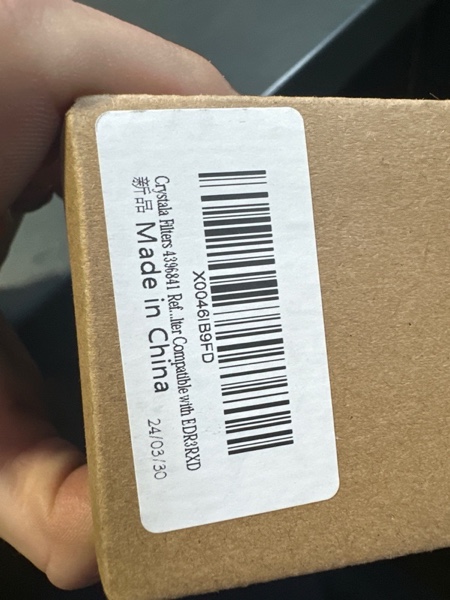 X0046IB9FD
Crystala Filters 4396841 Ref...lter Compatible with EDR3RXD
新品 Made in China 24/03/30